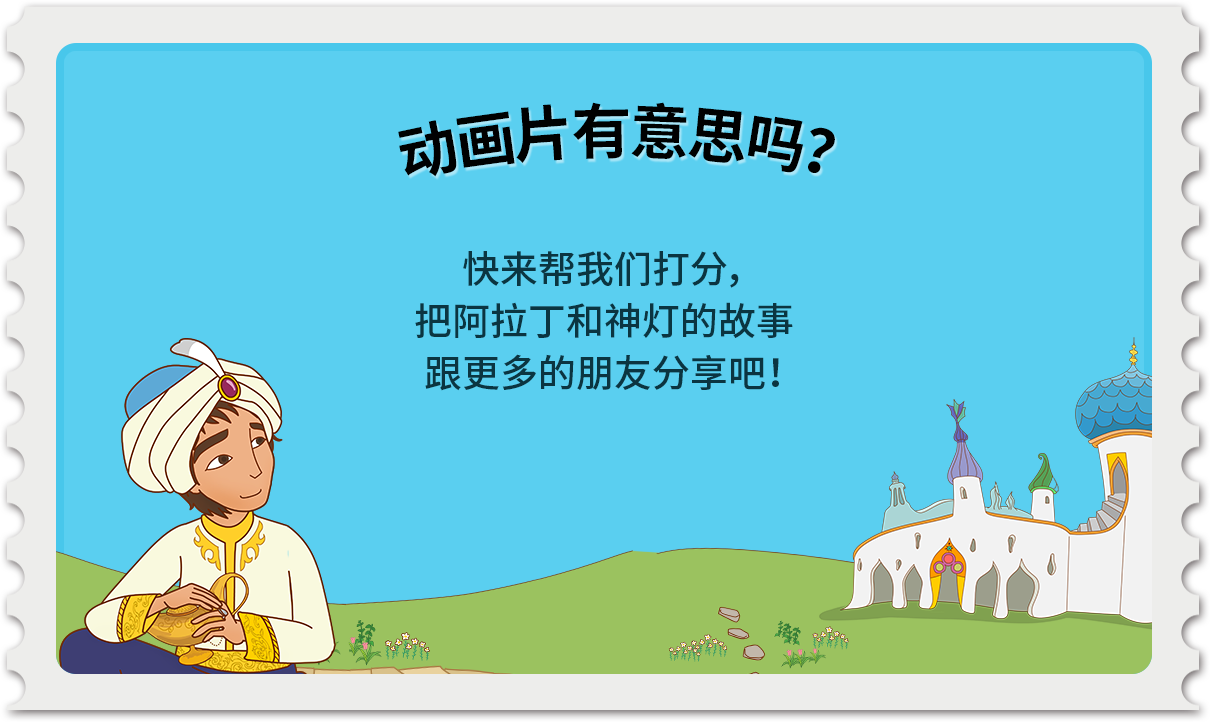 动画片有意思吗?
快来帮我们打分，
把阿拉丁和神灯的故事
跟更多的朋友分享吧！